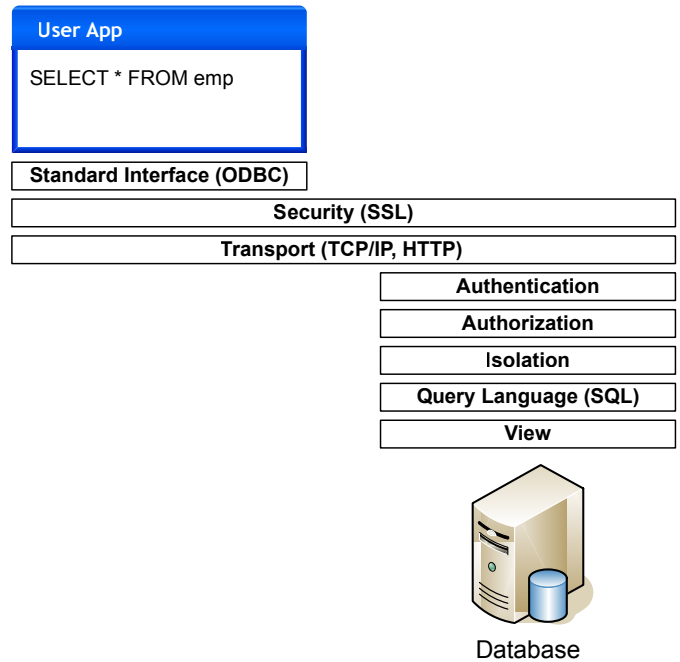 User App
SELECT * FROM emp
Standard Interface (ODBC)
Security (SSL)
Transport (TCP/IP, HTTP)
Authentication
Authorization
Isolation
Query Language (SQL)
View
Database